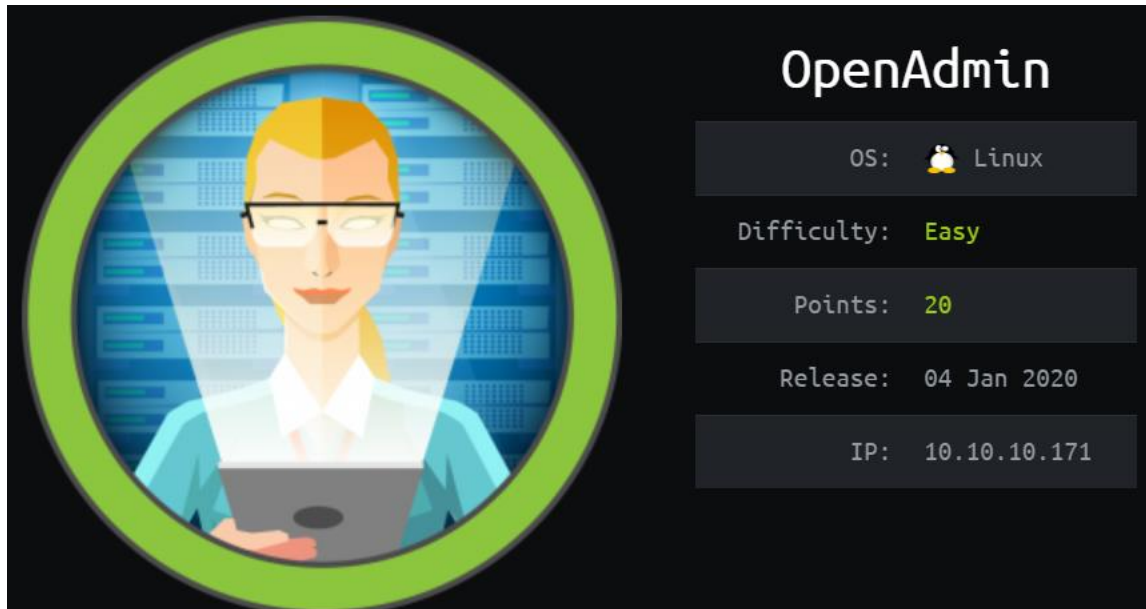 OpenAdmin
OS: Linux
Difficulty: Easy
Points: 20
Release: 04 Jan 2020
IP: 10.10.10.171